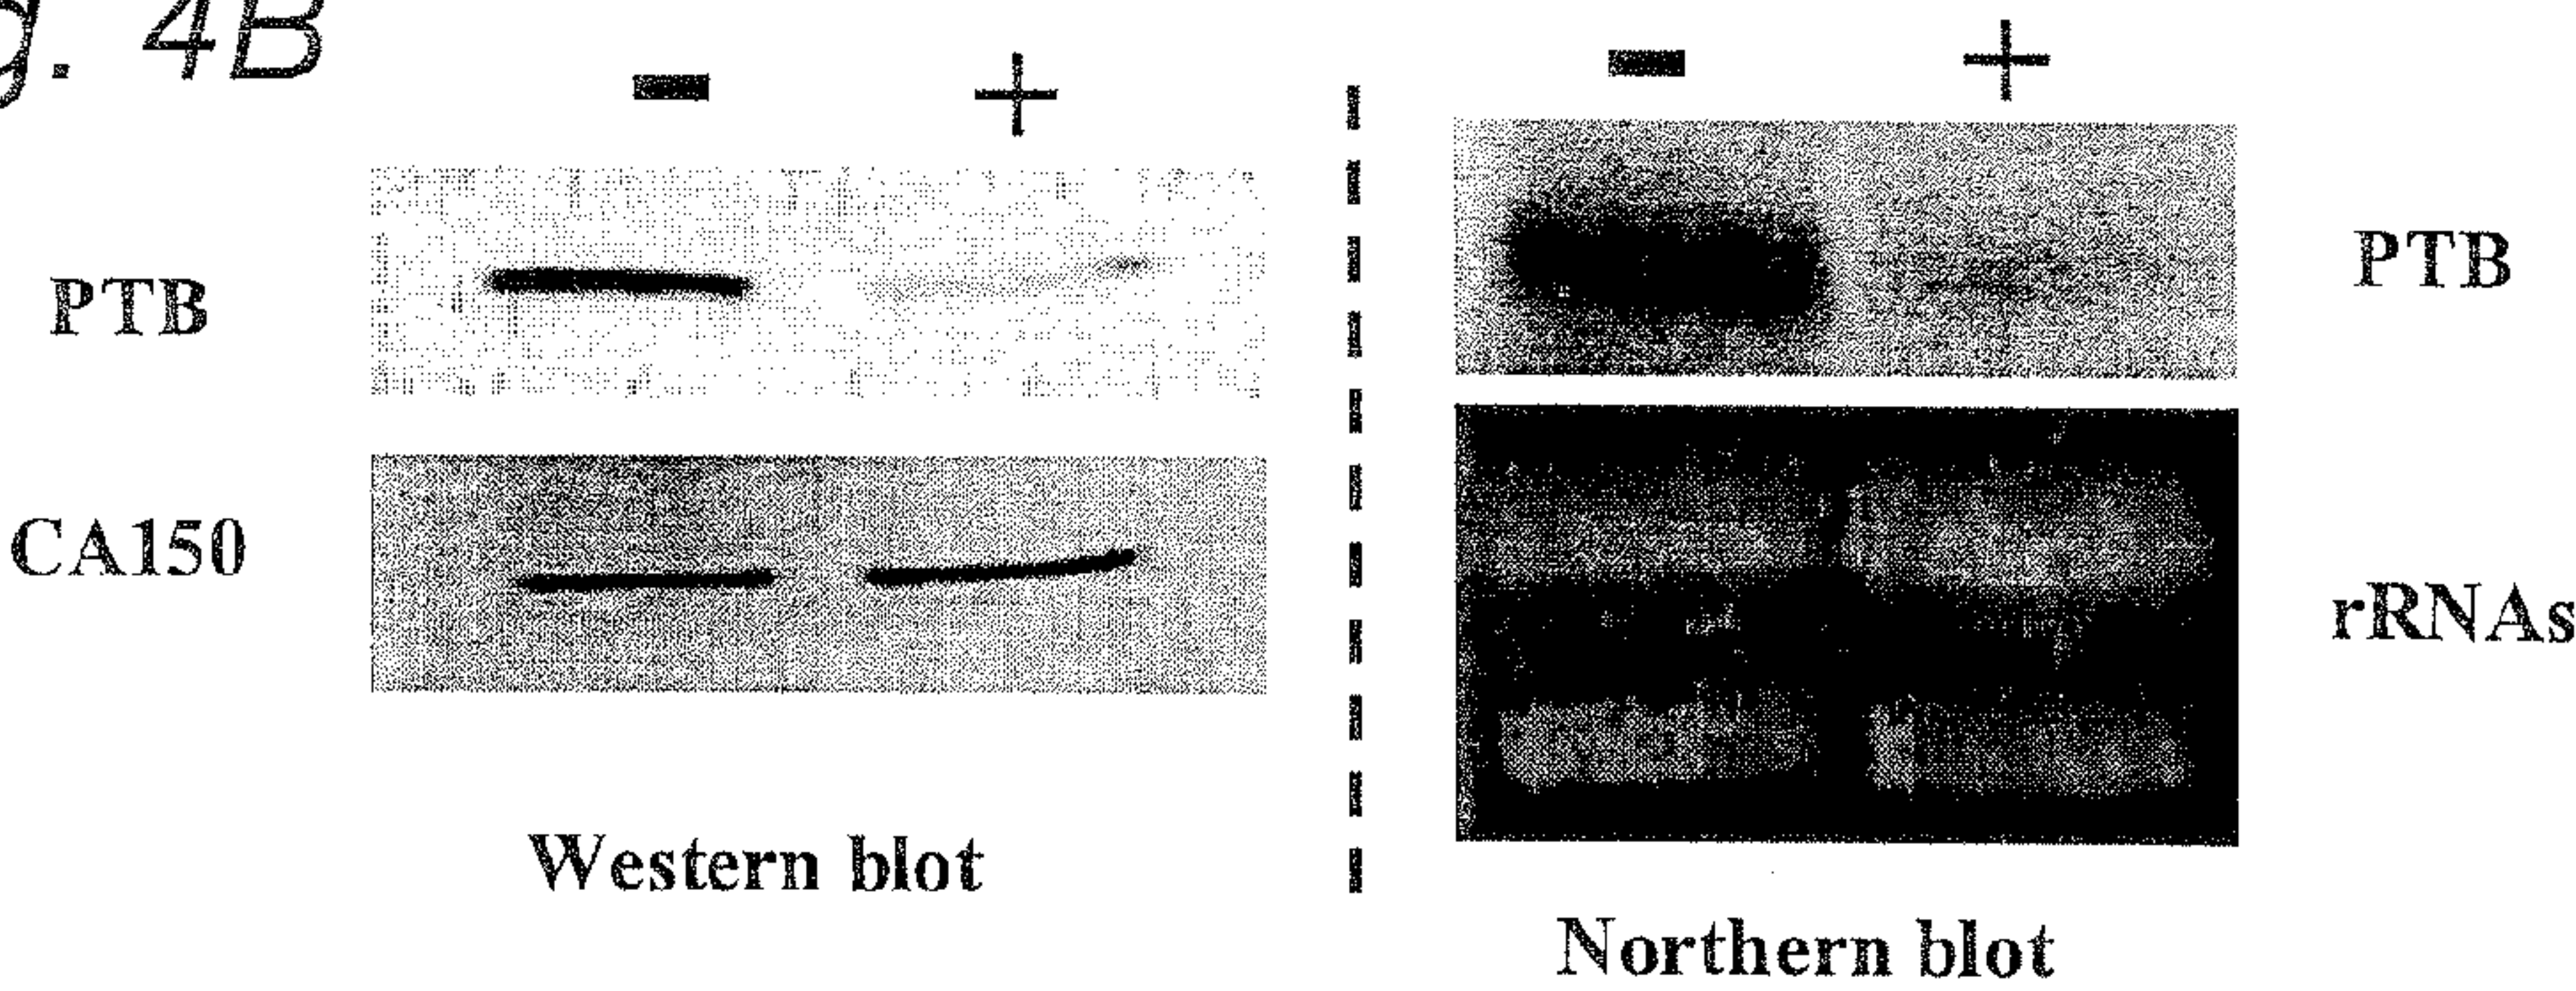 g. 4B
- +
PTB
CA150
Western blot
- +
PTB
rRNAs
Northern blot